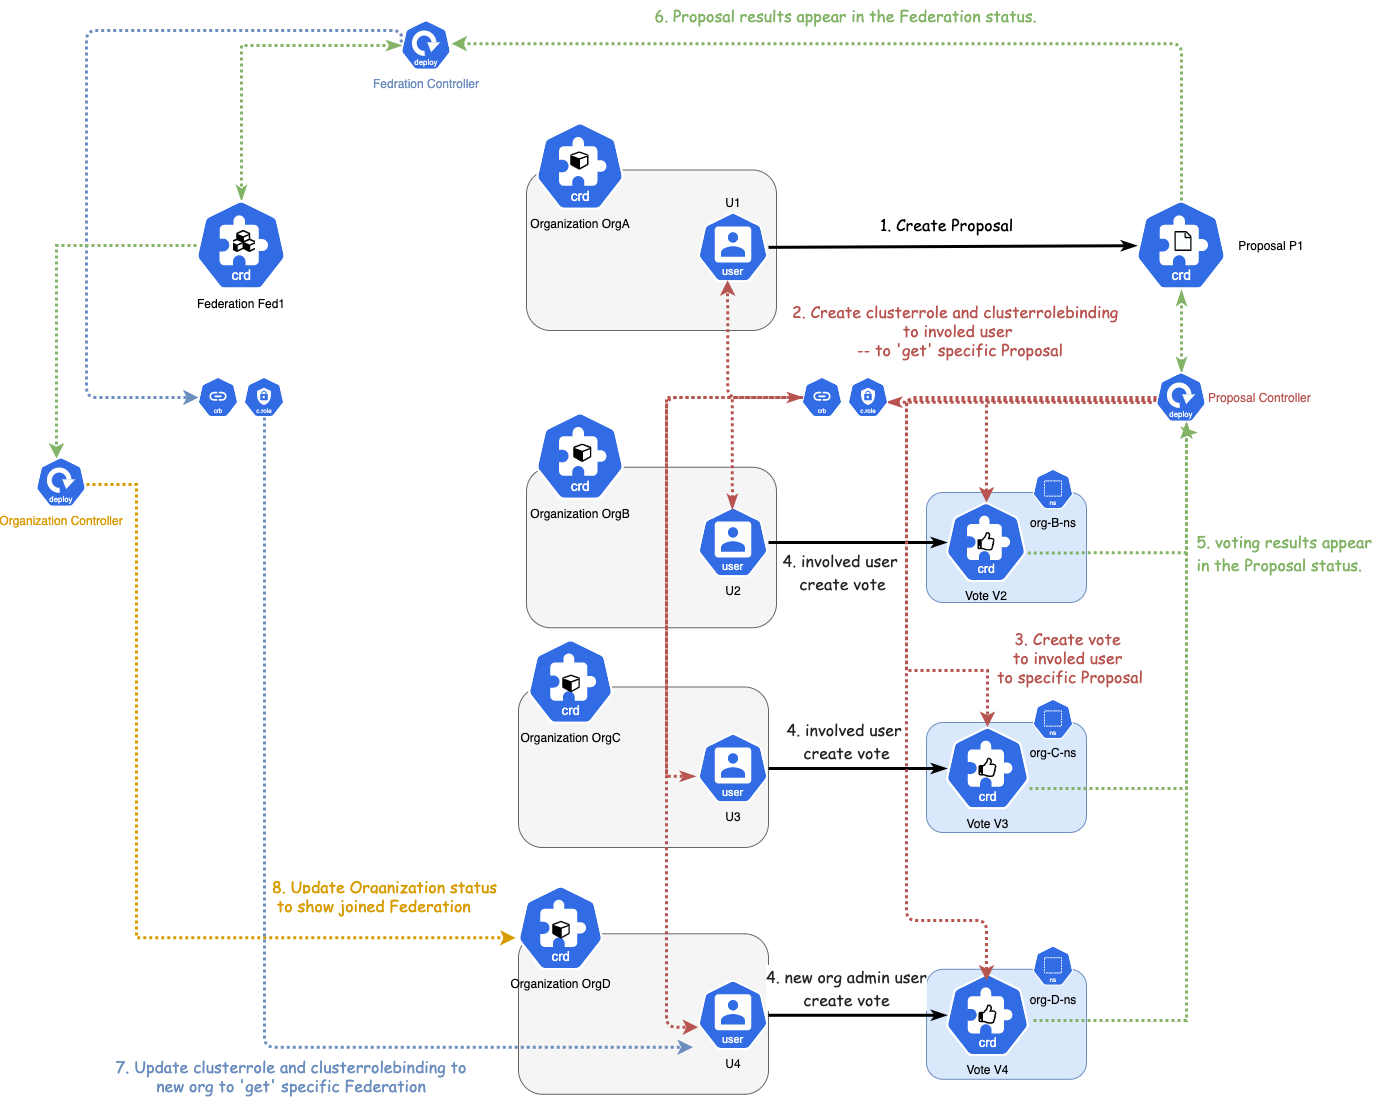 6. Proposal results appear in the Federation status.
deploy
Fedration Controller
crd
Organization OrgA
U1
user
1. Create Proposal
crd
Proposal P1
crd
Federation Fed1
2. Create clusterrole and clusterrolebinding
to involed user
-- to 'get' specific Proposal
crb
c.role
crb
c.role
deploy
Proposal Controller
crd
Organization OrgB
deploy
Organization Controller
user
U2
4. involved user
create vote
ns
org-B-ns
crd
Vote V2
5. voting results appear
in the Proposal status.
3. Create vote
to involed user
to specific Proposal
crd
Organization OrgC
user
U3
4. involved user
create vote
ns
org-C-ns
crd
Vote V3
8. Update Organization status
to show joined Federation
crd
Organization OrgD
user
U4
4. new org admin user
create vote
ns
org-D-ns
crd
Vote V4
7. Update clusterrole and clusterrolebinding to
new org to 'get' specific Federation